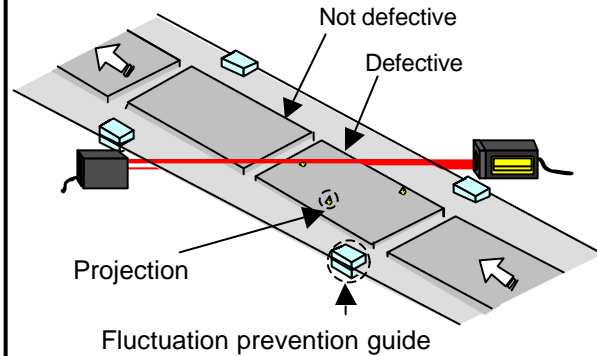 Not defective
Defective
Projection
Fluctuation prevention guide